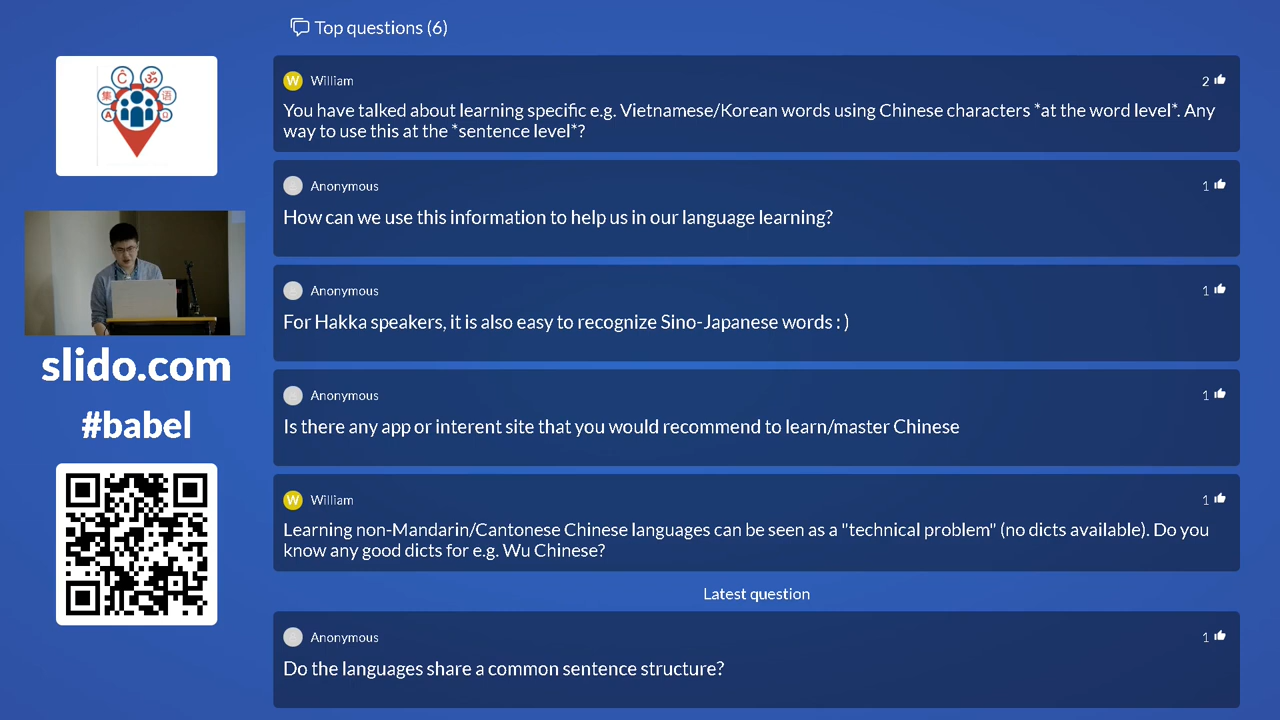 Top questions (6)
Ĉ
ॐ
集
语
A
W
William
2
You have talked about learning specific e.g. Vietnamese/Korean words using Chinese characters *at the word level*. Any
way to use this at the *sentence level*?
Anonymous
1
How can we use this information to help us in our language learning?
Anonymous
1
For Hakka speakers, it is also easy to recognize Sino-Japanese words : )
slido.com
#babel
Anonymous
1
Is there any app or interent site that you would recommend to learn/master Chinese
W
William
1
Learning non-Mandarin/Cantonese Chinese languages can be seen as a "technical problem" (no dicts available). Do you
know any good dicts for e.g. Wu Chinese?
Latest question
Anonymous
1
Do the languages share a common sentence structure?